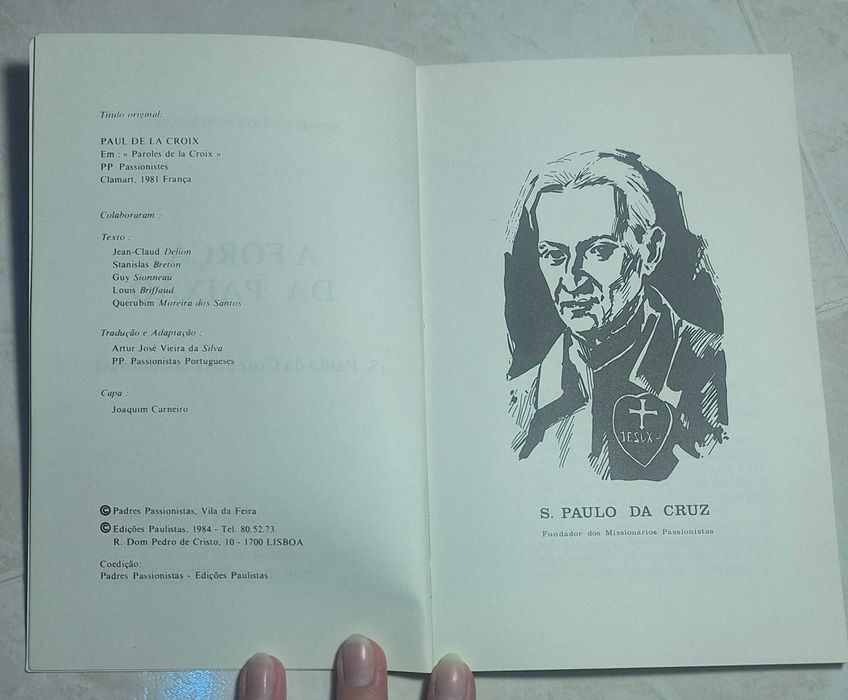 Título original:
PAUL DE LA CROIX
Em : « Paroles de la Croix »
PP. Passionistes
Clamart, 1981 França
Colaboraram :
Texto :
Jean-Claud Delion
Stanislas Breton
Guy Sionneau
Louis Briffaud
Querubim Moreira dos Santos
Tradução e Adaptação :
Artur José Vieira da Silva
PP. Passionistas Portugueses
Capa :
Joaquim Carneiro
© Padres Passionistas, Vila da Feira
© Edições Paulistas, 1984 - Tel. 80.52.73
R. Dom Pedro de Cristo, 10 - 1700 LISBOA
Coedição:
Padres Passionistas - Edições Paulistas
S. PAULO DA CRUZ
Fundador dos Missionários Passionistas